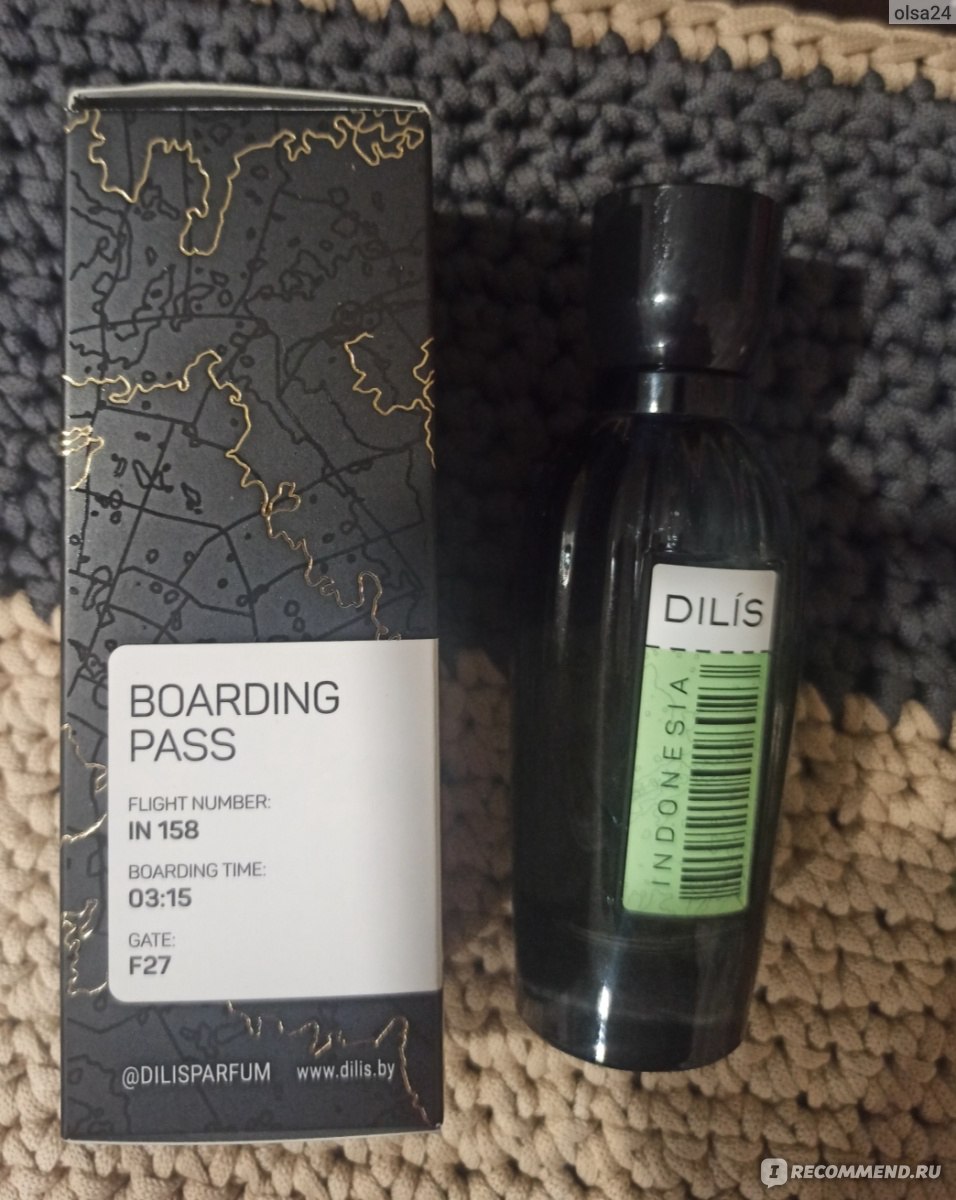 olsa24
BOARDING
PASS
FLIGHT NUMBER:
IN 158
BOARDING TIME:
03:15
GATE:
F27
@DILISPARFUM www.dilis.by
DILÍS
INDONESIA
IRECOMMEND.RU